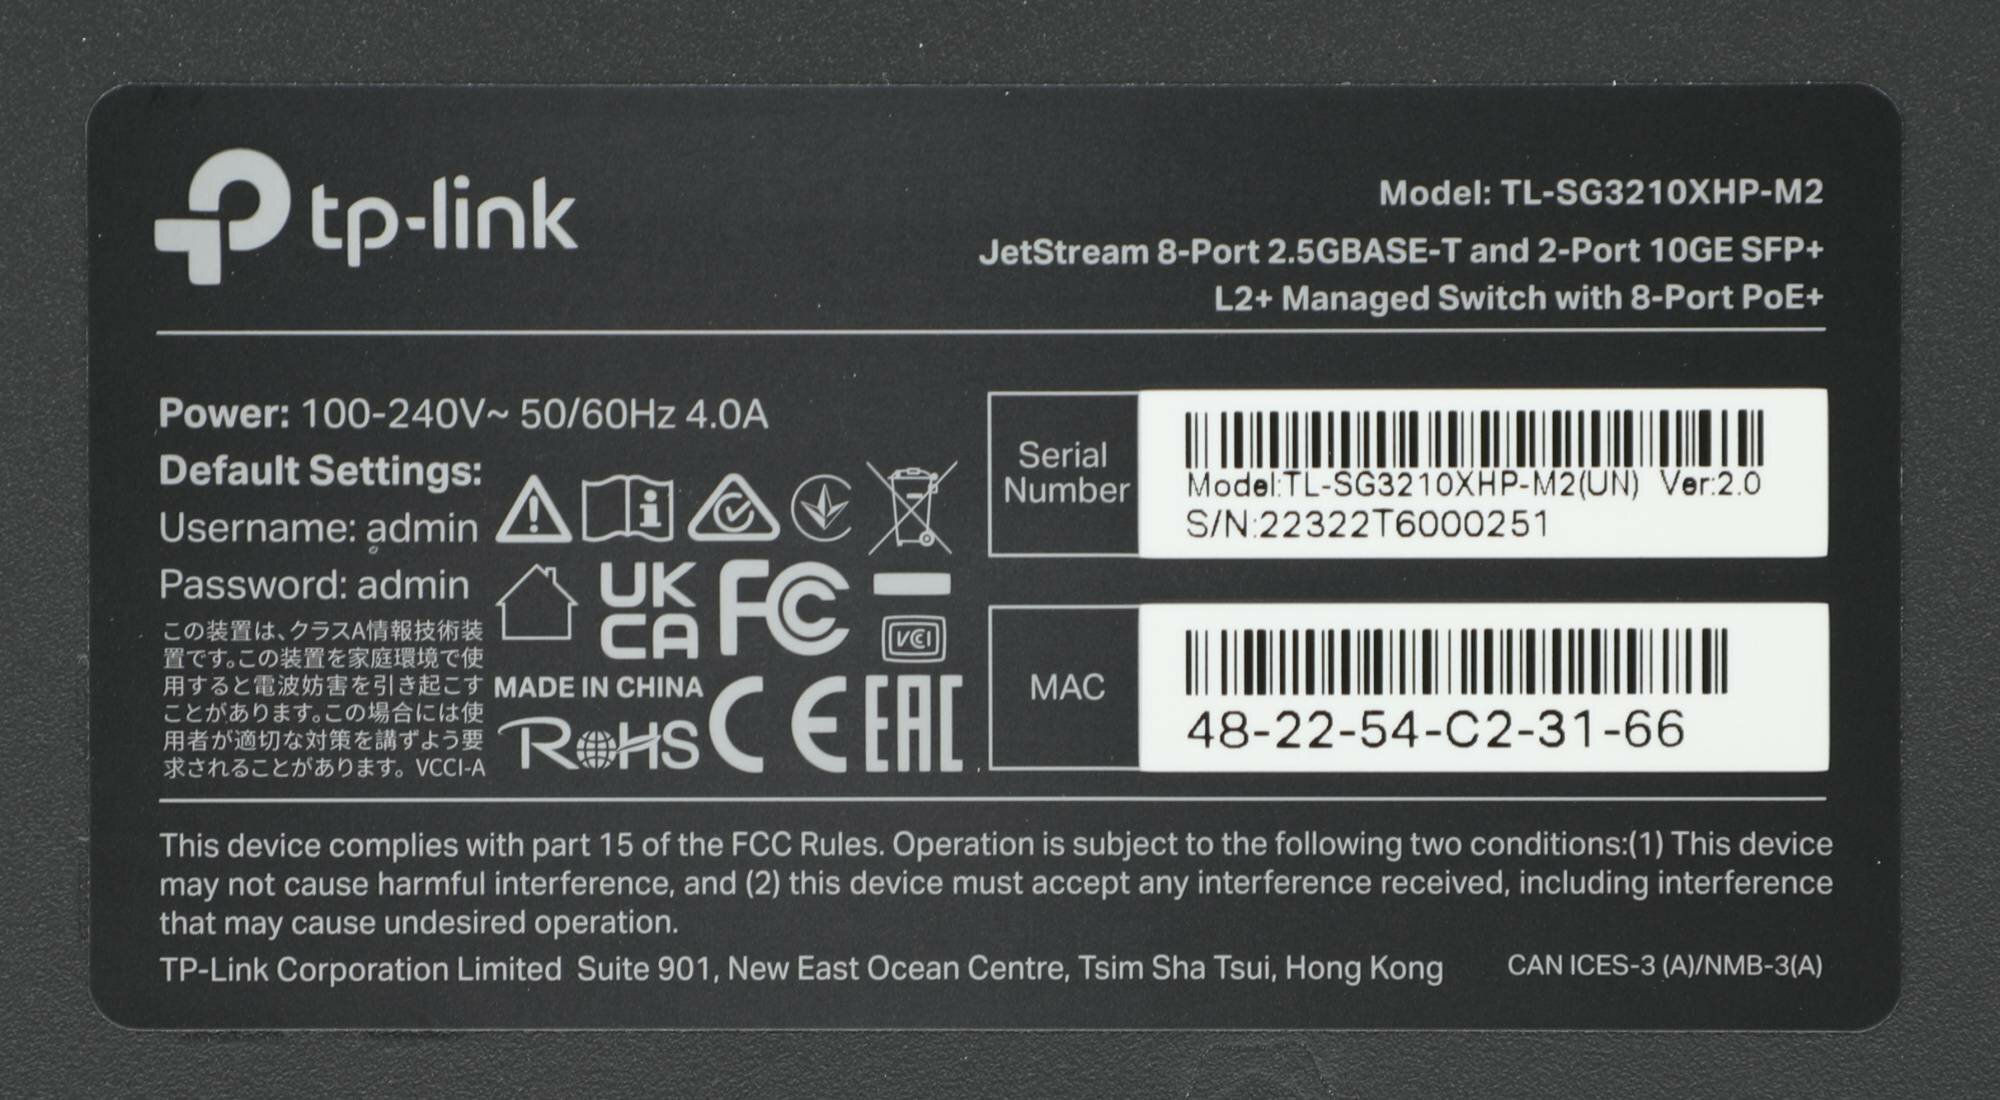 tp-link
Model: TL-SG3210XHP-M2
JetStream 8-Port 2.5GBASE-T and 2-Port 10GE SFP+
L2+ Managed Switch with 8-Port PoE+
Power: 100-240V~ 50/60Hz 4.0A
Default Settings:
Username: admin
Password: admin
この装置は、クラスA情報技術装
置です。この装置を家庭環境で使
用すると電波妨害を引き起こす
ことがあります。この場合には使
用者が適切な対策を講ずよう要
求されることがあります。VCCI-A
UK
CA
FC
VCI
MADE IN CHINA
RoHS
CE
EAC
Serial
Number
Model:TL-SG3210XHP-M2(UN) Ver:2.0
S/N:22322T6000251
MAC
48-22-54-C2-31-66
This device complies with part 15 of the FCC Rules. Operation is subject to the following two conditions:(1) This device
may not cause harmful interference, and (2) this device must accept any interference received, including interference
that may cause undesired operation.
TP-Link Corporation Limited Suite 901, New East Ocean Centre, Tsim Sha Tsui, Hong Kong
CAN ICES-3 (A)/NMB-3(A)